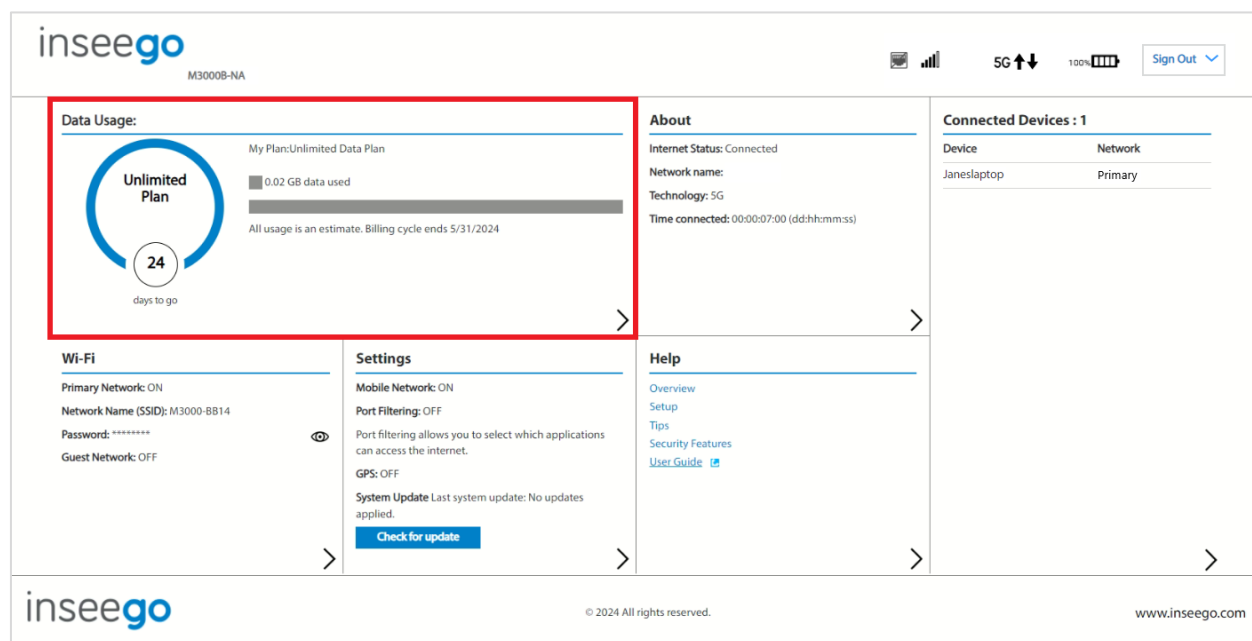 inseego
M3000B-NA
5G
100%
Sign Out
Data Usage:
Unlimited
Plan
24
days to go
My Plan:Unlimited Data Plan
0.02 GB data used
All usage is an estimate. Billing cycle ends 5/31/2024
About
Internet Status: Connected
Network name:
Technology: 5G
Time connected: 00:00:07:00 (dd:hh:mm:ss)
Connected Devices : 1
Device Network
Janeslaptop Primary
Wi-Fi
Primary Network: ON
Network Name (SSID): M3000-BB14
Password: ********
Guest Network: OFF
Settings
Mobile Network: ON
Port Filtering: OFF
Port filtering allows you to select which applications
can access the internet.
GPS: OFF
System Update Last system update: No updates
applied.
Check for update
Help
Overview
Setup
Tips
Security Features
User Guide
inseego
© 2024 All rights reserved.
www.inseego.com